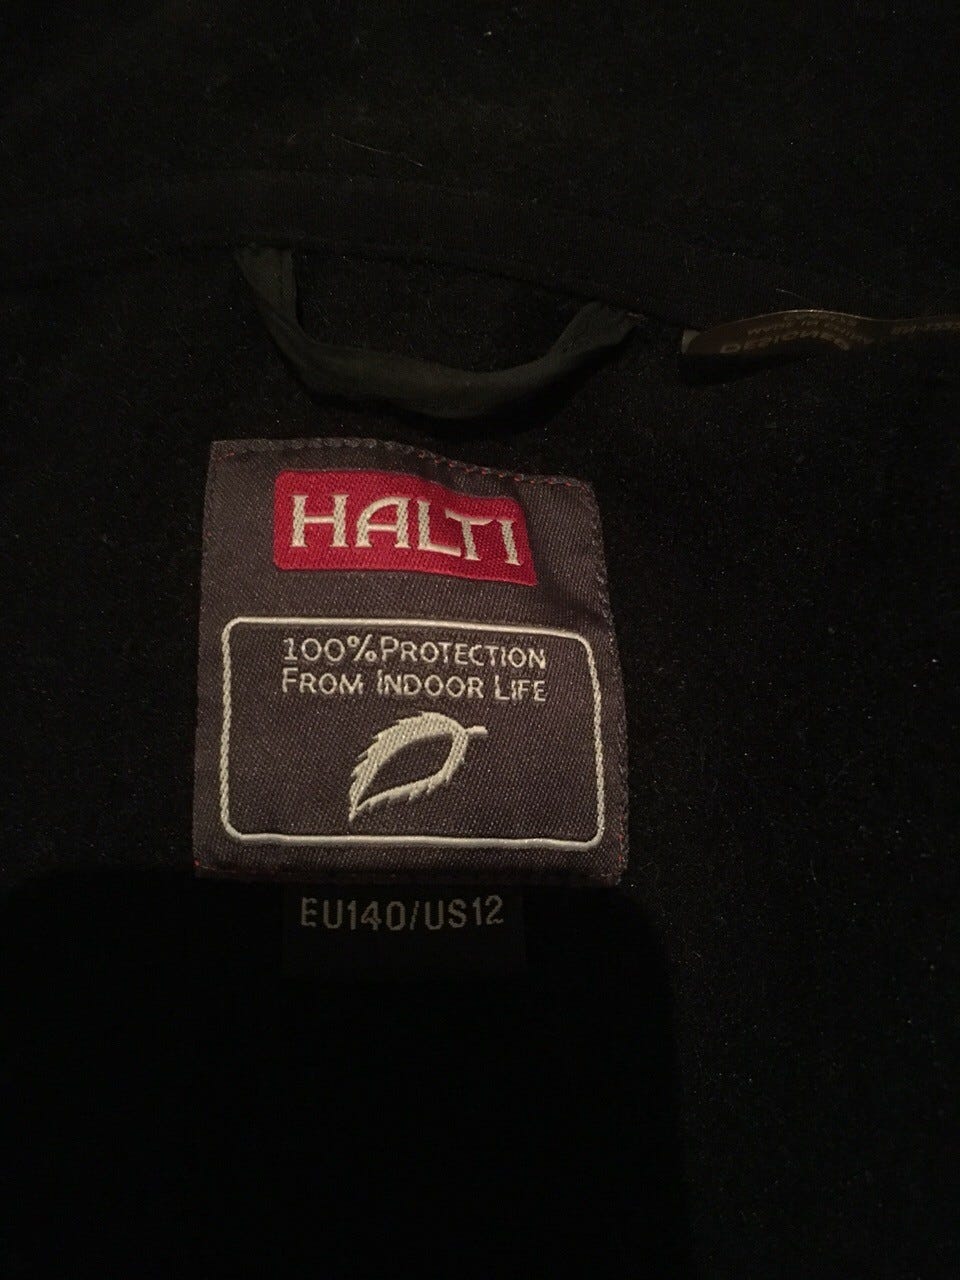 HALTI
100% PROTECTION
FROM INDOOR LIFE
EU140/US12